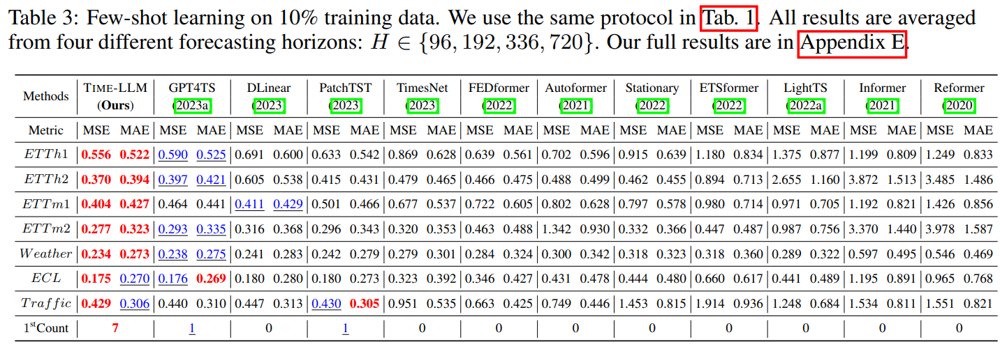 Table 3: Few-shot learning on 10% training data. We use the same protocol in Tab. 1. All results are averaged
from four different forecasting horizons: H ∈ {96, 192, 336, 720}. Our full results are in Appendix E.
Methods TIME-LLM GPT4TS DLinear PatchTST TimesNet FEDformer Autoformer Stationary ETSformer LightTS Informer Reformer
(Ours) (2023a (2023 (2023 (2023 (2022 (2021 (2022 (2022 (2022a (2021 (2020
Metric MSE MAE MSE MAE MSE MAE MSE MAE MSE MAE MSE MAE MSE MAE MSE MAE MSE MAE MSE MAE MSE MAE MSE MAE
ETTh1 0.556 0.522 0.590 0.525 0.691 0.600 0.633 0.542 0.869 0.628 0.639 0.561 0.702 0.596 0.915 0.639 1.180 0.834 1.375 0.877 1.199 0.809 1.249 0.833
ETTh2 0.370 0.394 0.397 0.421 0.605 0.538 0.415 0.431 0.479 0.465 0.466 0.475 0.488 0.499 0.462 0.455 0.894 0.713 2.655 1.160 3.872 1.513 3.485 1.486
ETTm1 0.404 0.427 0.464 0.441 0.411 0.429 0.501 0.466 0.677 0.537 0.722 0.605 0.802 0.628 0.797 0.578 0.980 0.714 0.971 0.705 1.192 0.821 1.426 0.856
ETTm2 0.277 0.323 0.293 0.335 0.316 0.368 0.296 0.343 0.320 0.353 0.463 0.488 1.342 0.930 0.332 0.366 0.447 0.487 0.987 0.756 3.370 1.440 3.978 1.587
Weather 0.234 0.273 0.238 0.275 0.241 0.283 0.242 0.279 0.279 0.301 0.284 0.324 0.300 0.342 0.318 0.323 0.318 0.360 0.289 0.322 0.597 0.495 0.546 0.469
ECL 0.175 0.270 0.176 0.269 0.180 0.280 0.180 0.273 0.323 0.392 0.346 0.427 0.431 0.478 0.444 0.480 0.660 0.617 0.441 0.489 1.195 0.891 0.965 0.768
Traffic 0.429 0.306 0.440 0.310 0.447 0.313 0.430 0.305 0.951 0.535 0.663 0.425 0.749 0.446 1.453 0.815 1.914 0.936 1.248 0.684 1.534 0.811 1.551 0.821
1stCount 7 1 0 1 0 0 0 0 0 0 0 0